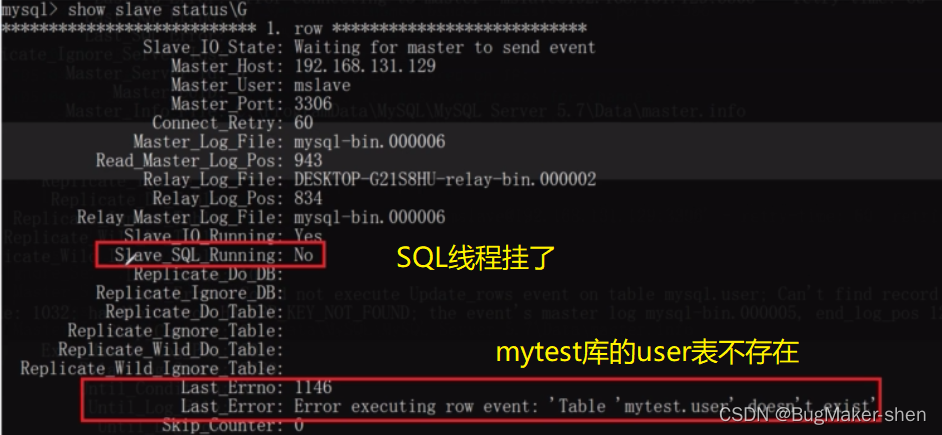 mysql> show slave status\G
*************************** 1. row ***************************
Slave_IO_State: Waiting for master to send event
Master_Host: 192.168.131.129
Master_User: mslave
Master_Port: 3306
Connect_Retry: 60
Master_Log_File: mysql-bin.000006
Read_Master_Log_Pos: 943
Relay_Log_File: DESKTOP-G21S8HU-relay-bin.000002
Relay_Log_Pos: 834
Relay_Master_Log_File: mysql-bin.000006
Slave_IO_Running: Yes
Slave_SQL_Running: No
SQL线程挂了
Replicate_Do_DB:
Replicate_Ignore_DB:
Replicate_Do_Table:
Replicate_Ignore_Table:
Replicate_Wild_Do_Table:
mytest库的user表不存在
Replicate_Wild_Ignore_Table:
Last_Errno: 1146
Last_Error: Error executing row event: 'Table 'mytest.user' doesn't exist'
Skip_Counter: 0
CSDN @BugMaker-shen